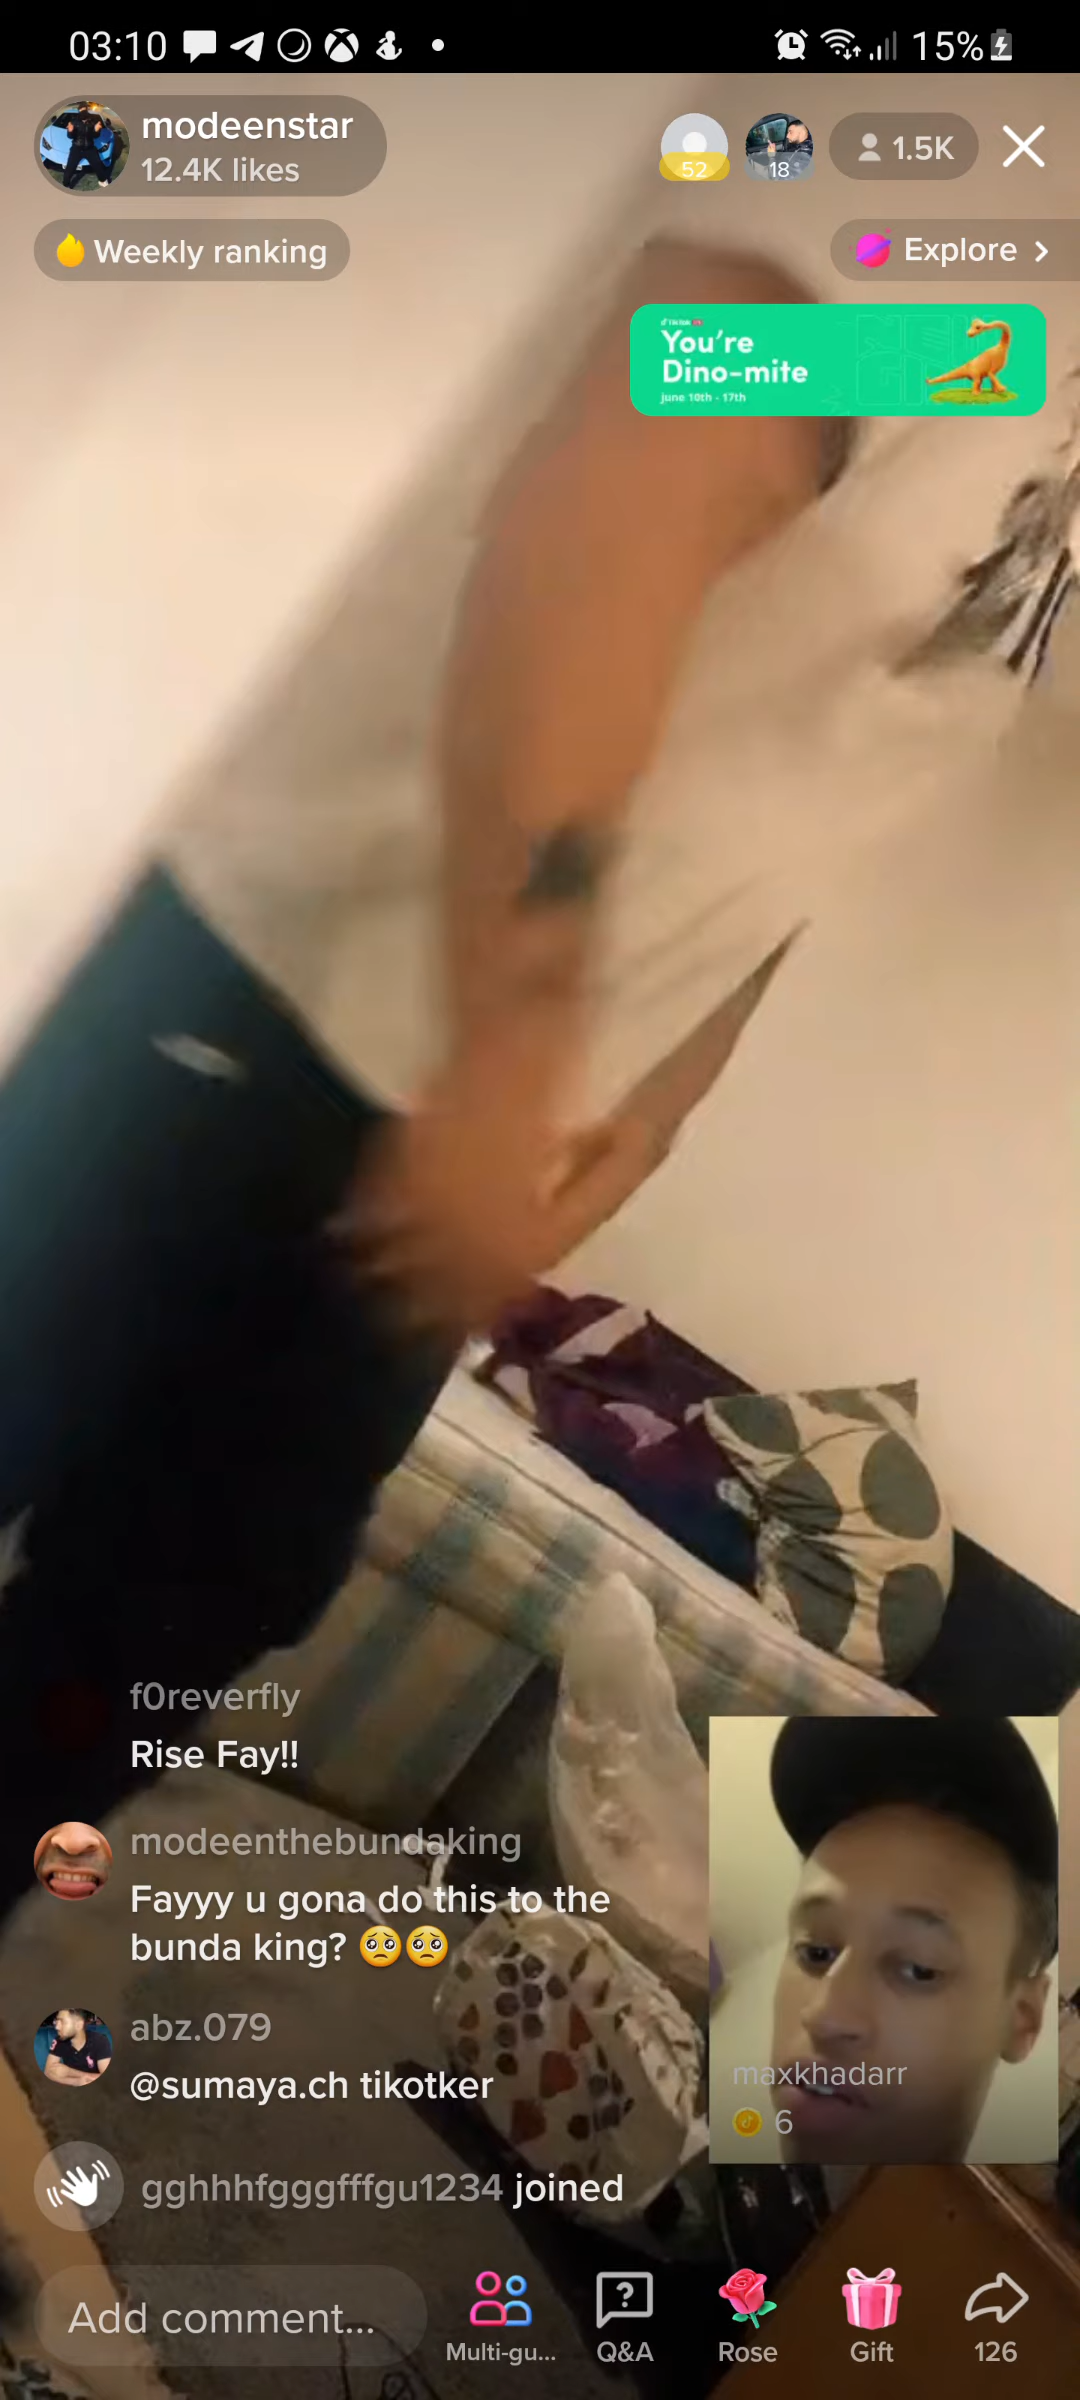 03:10
15%
modeenstar
12.4K likes
52
18
1.5K
Weekly ranking
Explore
You're
Dino-mite
June 10th - 17th
f0reverfly
Rise Fay!!
modeenthebundaking
Fayyy u gona do this to the
bunda king? 🥺🥺
abz.079
@sumaya.ch tikotker
maxkhadarr
6
gghhhfgggfffgu1234 joined
Add comment...
Multi-gu...
Q&A
Rose
Gift
126